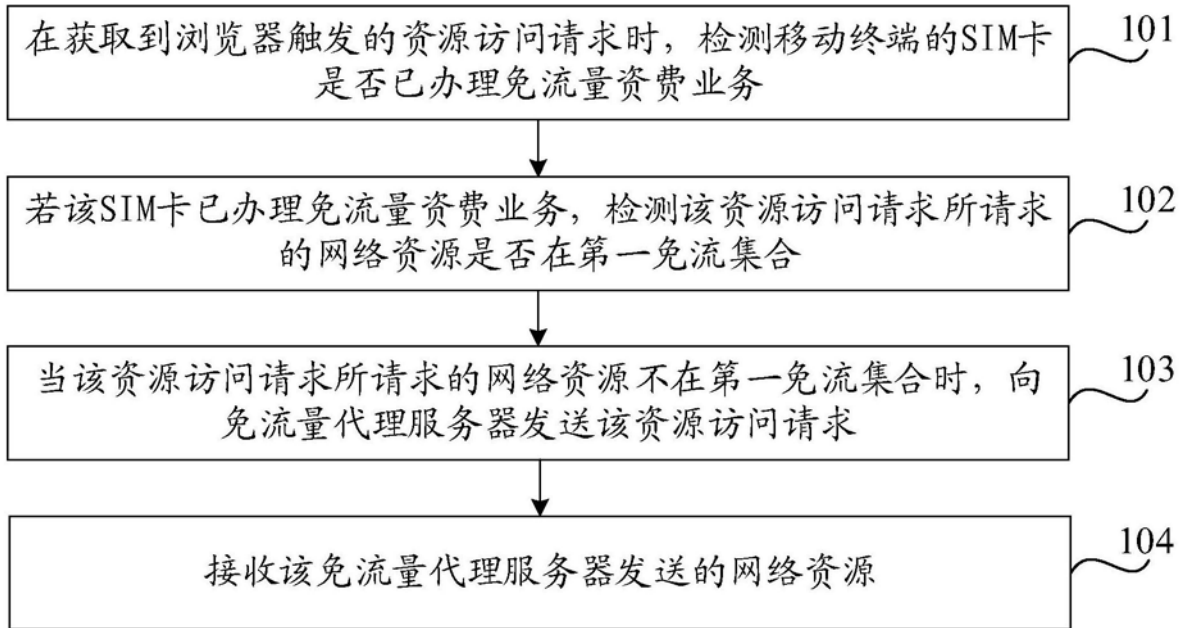 在获取到浏览器触发的资源访问请求时，检测移动终端的SIM卡
是否已办理免流量资费业务
101
若该SIM卡已办理免流量资费业务，检测该资源访问请求所请求
的网络资源是否在第一免流集合
102
当该资源访问请求所请求的网络资源不在第一免流集合时，向
免流量代理服务器发送该资源访问请求
103
接收该免流量代理服务器发送的网络资源
104